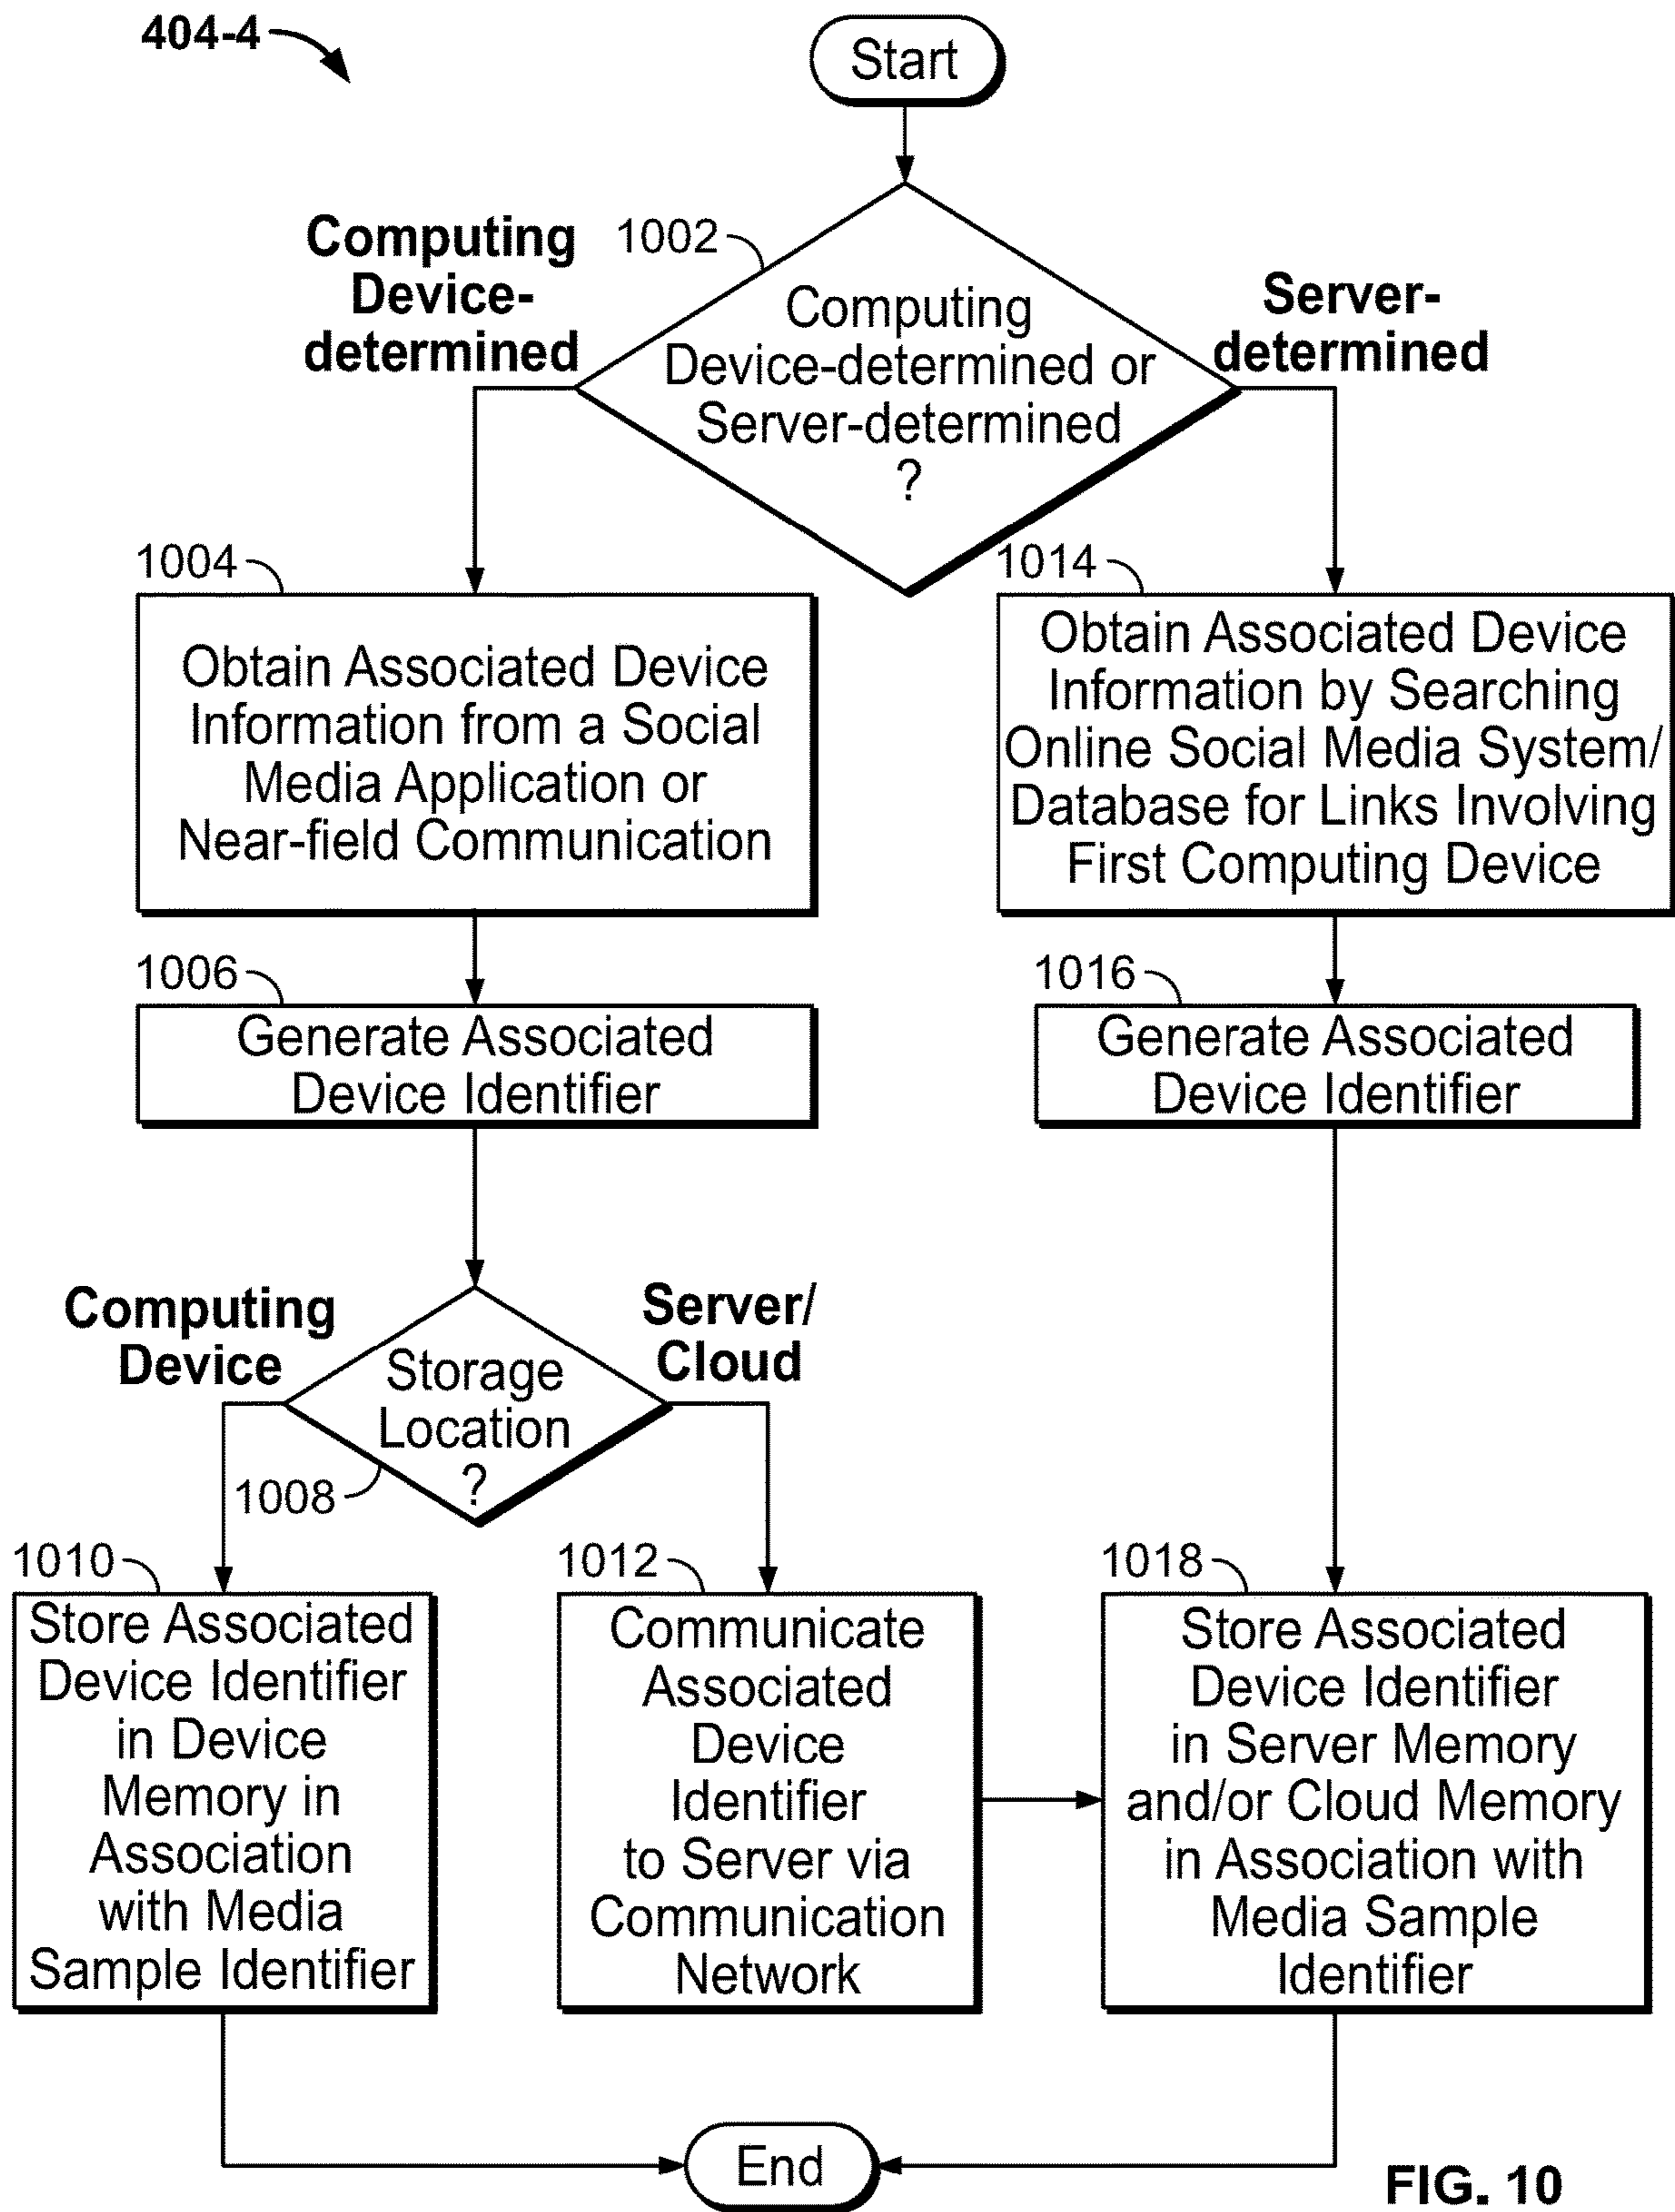 404-4
Start
Computing
Device-
determined
1002
Computing
Device-determined or
Server-determined
?
Server-
determined
1004
Obtain Associated Device
Information from a Social
Media Application or
Near-field Communication
1014
Obtain Associated Device
Information by Searching
Online Social Media System/
Database for Links Involving
First Computing Device
1006
Generate Associated
Device Identifier
1016
Generate Associated
Device Identifier
Computing
Device
Storage
Location
?
1008
Server/
Cloud
1010
Store Associated
Device Identifier
in Device
Memory in
Association
with Media
Sample Identifier
1012
Communicate
Associated
Device
Identifier
to Server via
Communication
Network
1018
Store Associated
Device Identifier
in Server Memory
and/or Cloud Memory
in Association with
Media Sample
Identifier
End
FIG. 10